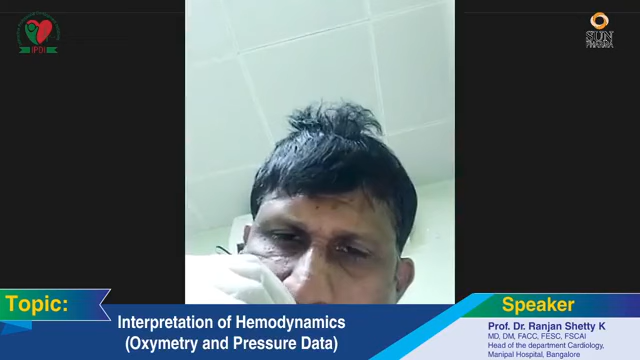 IPDI
SUN
PHARMA
Topic:
Interpretation of Hemodynamics
(Oxymetry and Pressure Data)
Speaker
Prof. Dr. Ranjan Shetty K
MD, DM, FACC, FESC, FSCAI
Head of the department Cardiology,
Manipal Hospital, Bangalore